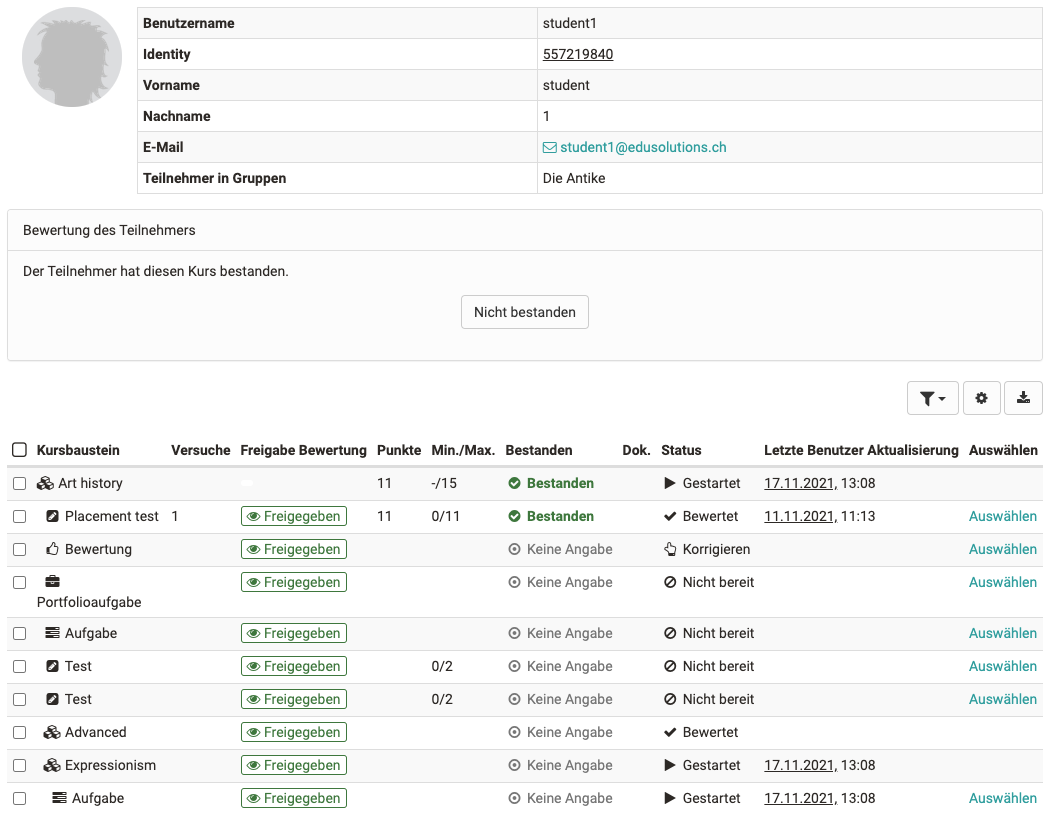 Benutzername student1
Identity 557219840
Vorname student
Nachname 1
E-Mail student1@edusolutions.ch
Teilnehmer in Gruppen Die Antike
Bewertung des Teilnehmers
Der Teilnehmer hat diesen Kurs bestanden.
Nicht bestanden
Kursbaustein Versuche Freigabe Bewertung Punkte Min./Max. Bestanden Dok. Status Letzte Benutzer Aktualisierung Auswählen
Art history 11 -/15 Bestanden Gestartet 17.11.2021, 13:08
Placement test 1 Freigegeben 11 0/11 Bestanden Bewertet 11.11.2021, 11:13 Auswählen
Bewertung Freigegeben Keine Angabe Korrigieren Auswählen
Portfolioaufgabe Freigegeben Keine Angabe Nicht bereit Auswählen
Aufgabe Freigegeben Keine Angabe Nicht bereit Auswählen
Test Freigegeben 0/2 Keine Angabe Nicht bereit Auswählen
Test Freigegeben 0/2 Keine Angabe Nicht bereit Auswählen
Advanced Freigegeben Keine Angabe Bewertet
Expressionism Freigegeben Keine Angabe Gestartet 17.11.2021, 13:08
Aufgabe Freigegeben Keine Angabe Gestartet 17.11.2021, 13:08 Auswählen